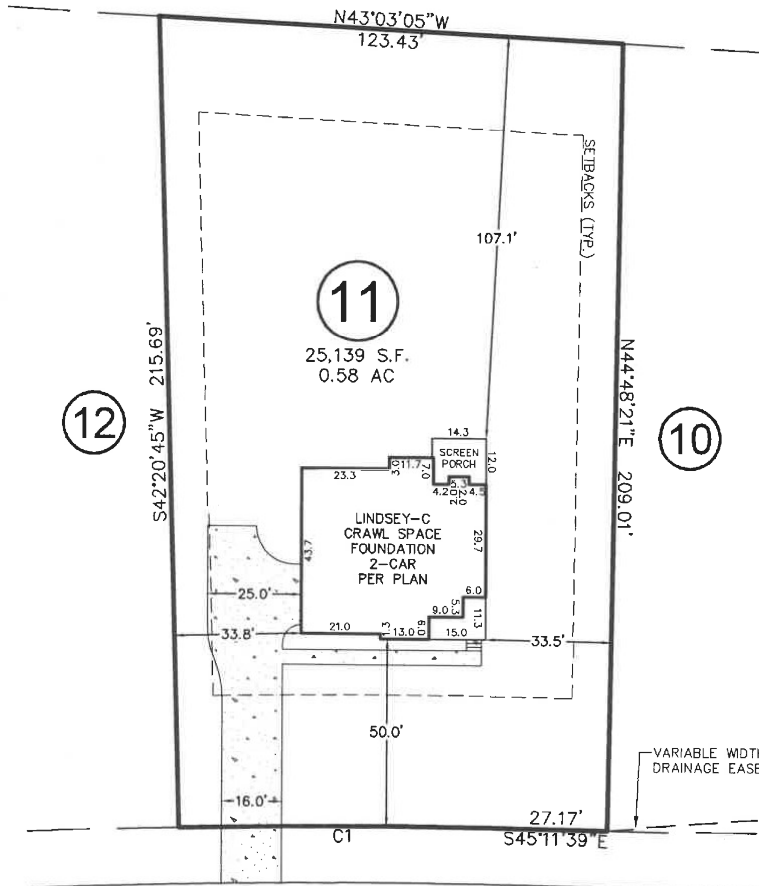 N43°03'05"W
123.43'
SETBACKS (TYP.)
107.1'
11
25,139 S.F.
0.58 AC
S42°20'45"W 215.69'
12
N44°48'21"E 209.01'
10
14.3
SCREEN
PORCH
12.0
23.3
3.0
11.7
7.0
4.2
2.0
5.3
2.0
4.5
LINDSEY-C
CRAWL SPACE
FOUNDATION
2-CAR
PER PLAN
43.7
29.7
25.0'
6.0
5.3
9.0
11.3
21.0
1.3
13.0
6.0
15.0
33.8'
33.5'
50.0'
16.0'
VARIABLE WIDTH
DRAINAGE EASE
27.17'
C1
S45°11'39"E